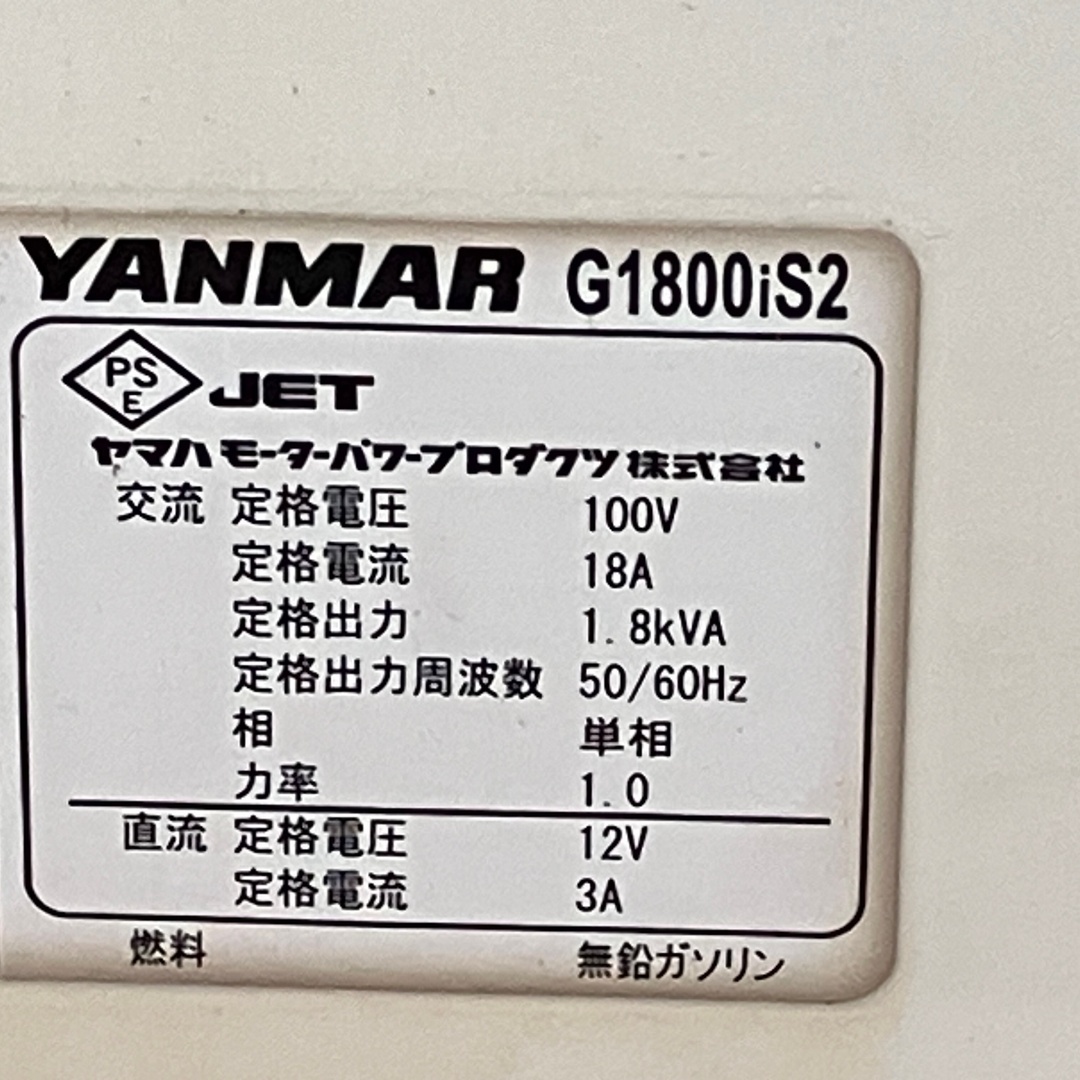 YANMAR G1800iS2
PSE JET
ヤマハモーターパワープロダクツ株式会社
交流 定格電圧 100V
定格電流 18A
定格出力 1.8kVA
定格出力周波数 50/60Hz
相 単相
力率 1.0
直流 定格電圧 12V
定格電流 3A
燃料 無鉛ガソリン